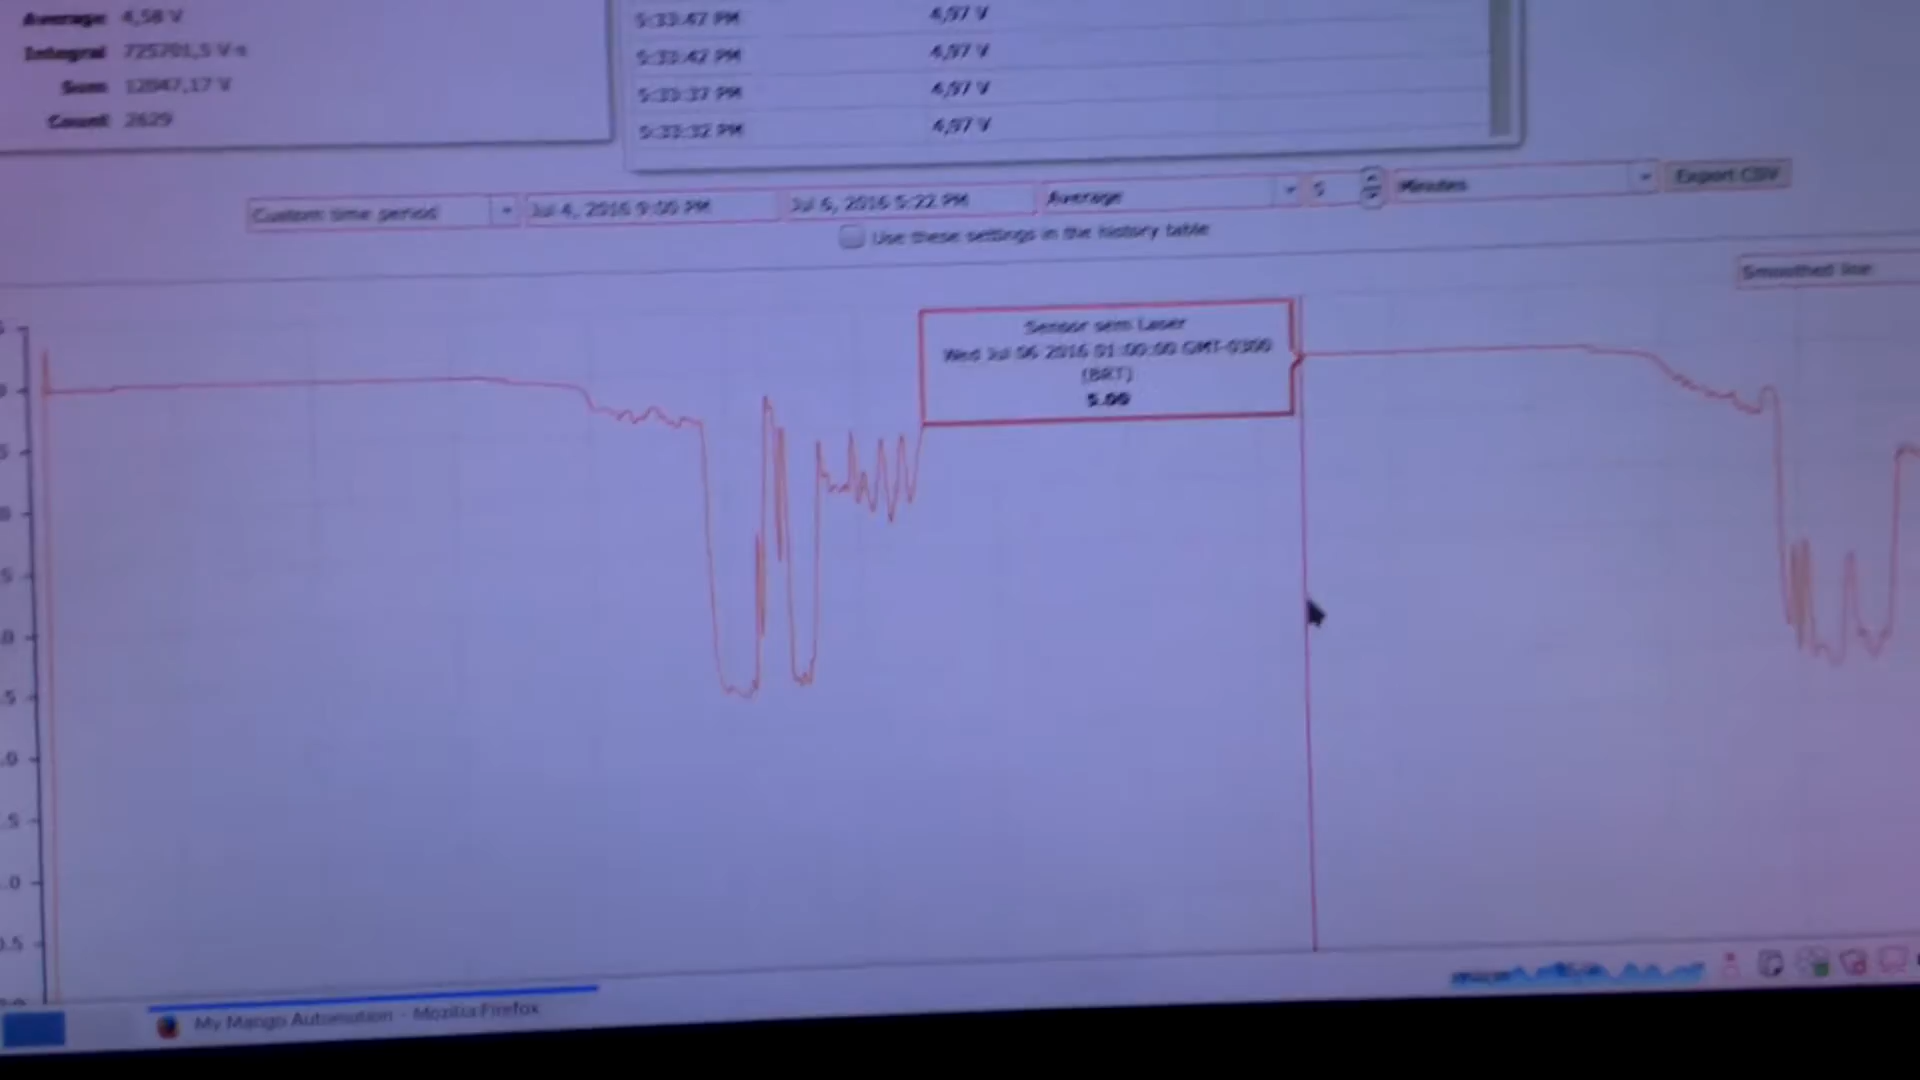 Average 4,58 V
Integral 725701,5 V·s
Sum 12047,17 V
Count 2629
5:33:47 PM 4,97 V
5:33:42 PM 4,97 V
5:33:37 PM 4,97 V
5:33:32 PM 4,97 V
Custom time period Jul 4, 2016 9:00 PM Jul 6, 2016 5:22 PM Average 5 Minutes Export CSV
Use these settings in the history table
Smoothed line
Sensor sem Laser
Wed Jul 06 2016 01:00:00 GMT-0300
(BRT)
5.00
My Mango Automation - Mozilla Firefox